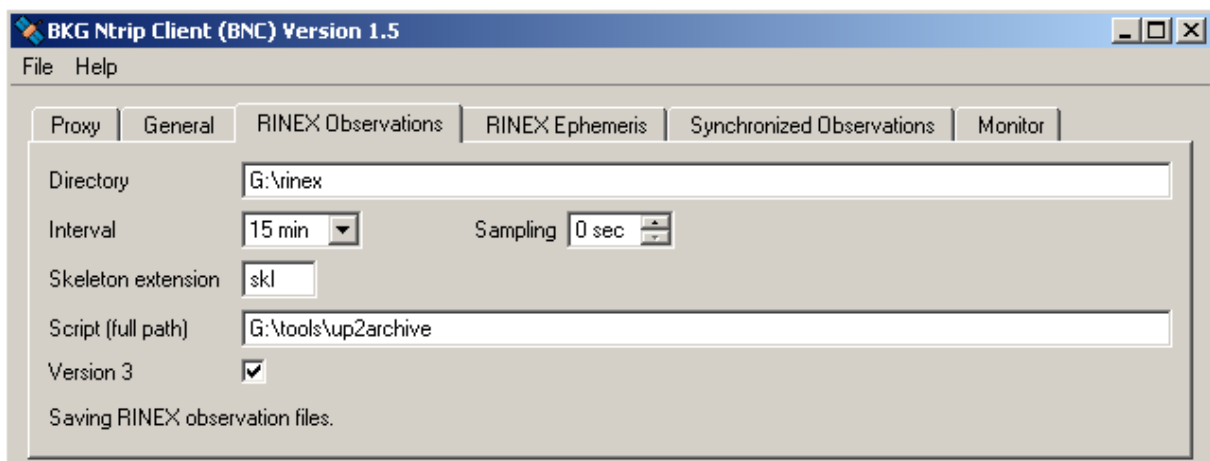 BKG Ntrip Client (BNC) Version 1.5
File Help
Proxy General RINEX Observations RINEX Ephemeris Synchronized Observations Monitor
Directory G:\rinex
Interval 15 min Sampling 0 sec
Skeleton extension skl
Script (full path) G:\tools\up2archive
Version 3
Saving RINEX observation files.